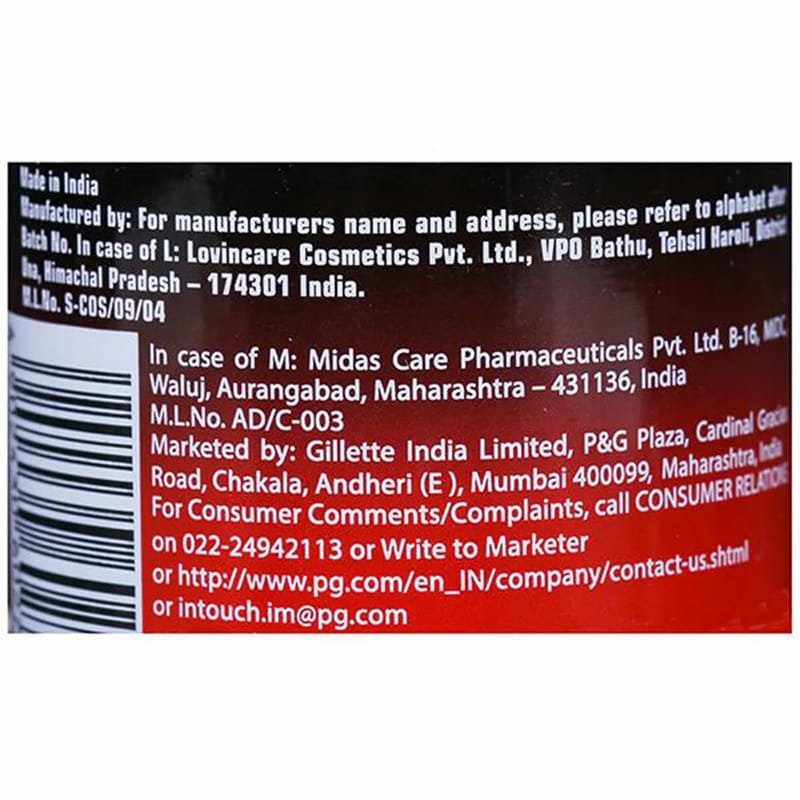 Made in India
Manufactured by: For manufacturers name and address, please refer to alphabet after
Batch No. In case of L: Lovincare Cosmetics Pvt. Ltd., VPO Bathu, Tehsil Haroli, District
Una, Himachal Pradesh – 174301 India.
M.L.No. S-COS/09/04
In case of M: Midas Care Pharmaceuticals Pvt. Ltd. B-16, MIDC,
Waluj, Aurangabad, Maharashtra – 431136, India
M.L.No. AD/C-003
Marketed by: Gillette India Limited, P&G Plaza, Cardinal Gracias
Road, Chakala, Andheri (E ), Mumbai 400099, Maharashtra, India
For Consumer Comments/Complaints, call CONSUMER RELATIONS
on 022-24942113 or Write to Marketer
or http://www.pg.com/en_IN/company/contact-us.shtml
or intouch.im@pg.com